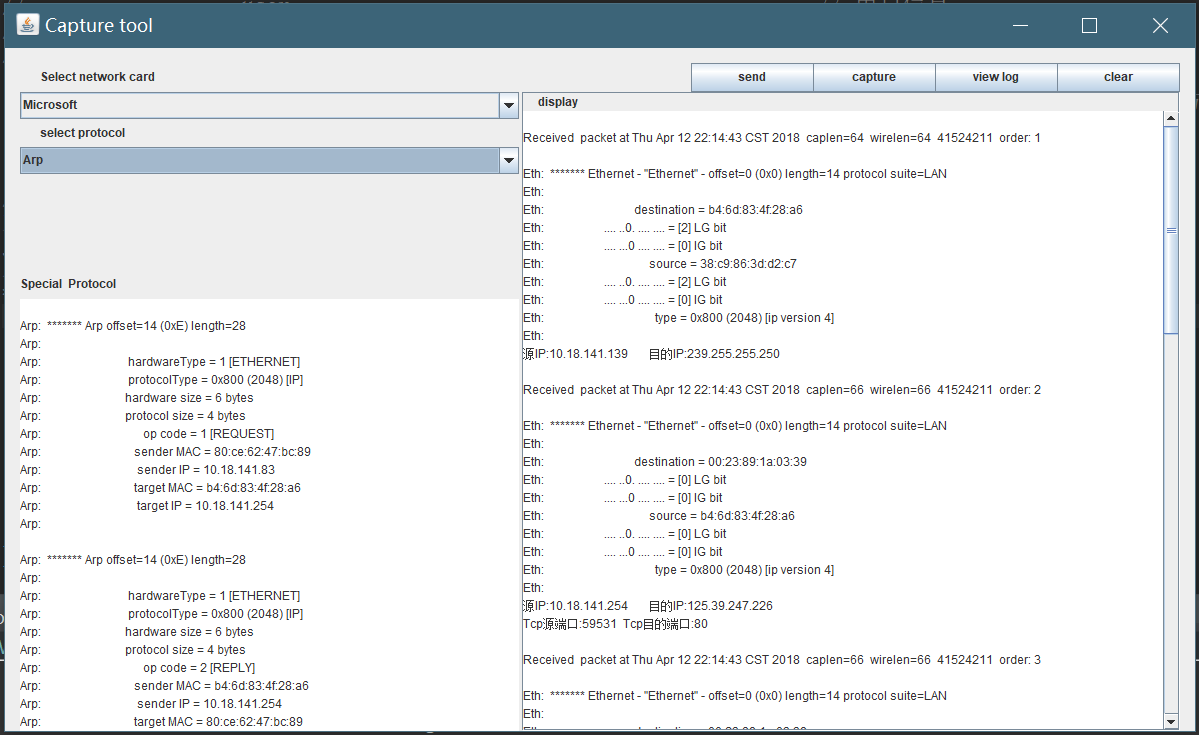 Capture tool
Select network card
Microsoft
select protocol
Arp
Special Protocol
Arp: ******* Arp offset=14 (0xE) length=28
Arp:
Arp: hardwareType = 1 [ETHERNET]
Arp: protocolType = 0x800 (2048) [IP]
Arp: hardware size = 6 bytes
Arp: protocol size = 4 bytes
Arp: op code = 1 [REQUEST]
Arp: sender MAC = 80:ce:62:47:bc:89
Arp: sender IP = 10.18.141.83
Arp: target MAC = b4:6d:83:4f:28:a6
Arp: target IP = 10.18.141.254
Arp:
Arp: ******* Arp offset=14 (0xE) length=28
Arp:
Arp: hardwareType = 1 [ETHERNET]
Arp: protocolType = 0x800 (2048) [IP]
Arp: hardware size = 6 bytes
Arp: protocol size = 4 bytes
Arp: op code = 2 [REPLY]
Arp: sender MAC = b4:6d:83:4f:28:a6
Arp: sender IP = 10.18.141.254
Arp: target MAC = 80:ce:62:47:bc:89
send capture view log clear
display
Received packet at Thu Apr 12 22:14:43 CST 2018 caplen=64 wirelen=64 41524211 order: 1
Eth: ******* Ethernet - "Ethernet" - offset=0 (0x0) length=14 protocol suite=LAN
Eth:
Eth: destination = b4:6d:83:4f:28:a6
Eth: .... ..0. .... .... = [2] LG bit
Eth: .... ...0 .... .... = [0] IG bit
Eth: source = 38:c9:86:3d:d2:c7
Eth: .... ..0. .... .... = [2] LG bit
Eth: .... ...0 .... .... = [0] IG bit
Eth: type = 0x800 (2048) [ip version 4]
Eth:
源IP:10.18.141.139 目的IP:239.255.255.250
Received packet at Thu Apr 12 22:14:43 CST 2018 caplen=66 wirelen=66 41524211 order: 2
Eth: ******* Ethernet - "Ethernet" - offset=0 (0x0) length=14 protocol suite=LAN
Eth:
Eth: destination = 00:23:89:1a:03:39
Eth: .... ..0. .... .... = [0] LG bit
Eth: .... ...0 .... .... = [0] IG bit
Eth: source = b4:6d:83:4f:28:a6
Eth: .... ..0. .... .... = [0] LG bit
Eth: .... ...0 .... .... = [0] IG bit
Eth: type = 0x800 (2048) [ip version 4]
Eth:
源IP:10.18.141.254 目的IP:125.39.247.226
Tcp源端口:59531 Tcp目的端口:80
Received packet at Thu Apr 12 22:14:43 CST 2018 caplen=66 wirelen=66 41524211 order: 3
Eth: ******* Ethernet - "Ethernet" - offset=0 (0x0) length=14 protocol suite=LAN
Eth: